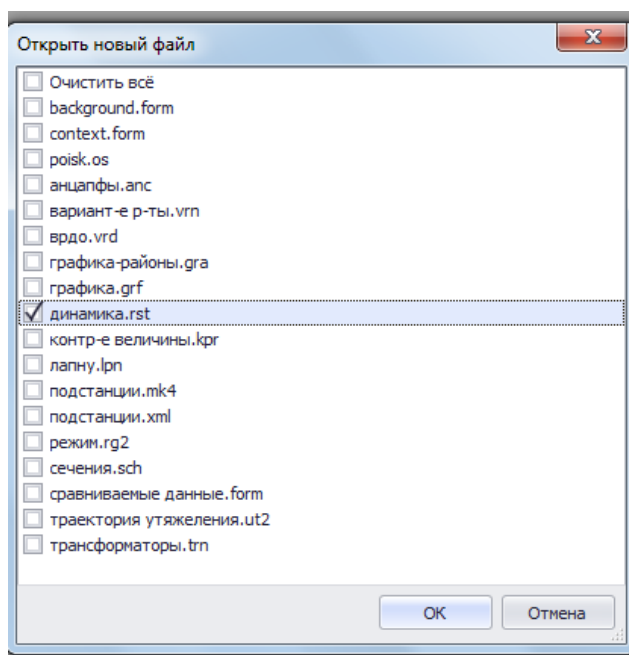 Открыть новый файл
Очистить всё
background.form
context.form
poisk.os
анцапфы.anc
вариант-е р-ты.vrn
врдо.vrd
графика-районы.gra
графика.grf
динамика.rst
контр-е величины.kpr
лапну.lpn
подстанции.mk4
подстанции.xml
режим.rg2
сечения.sch
сравниваемые данные.form
траектория утяжеления.ut2
трансформаторы.trn
ОК Отмена